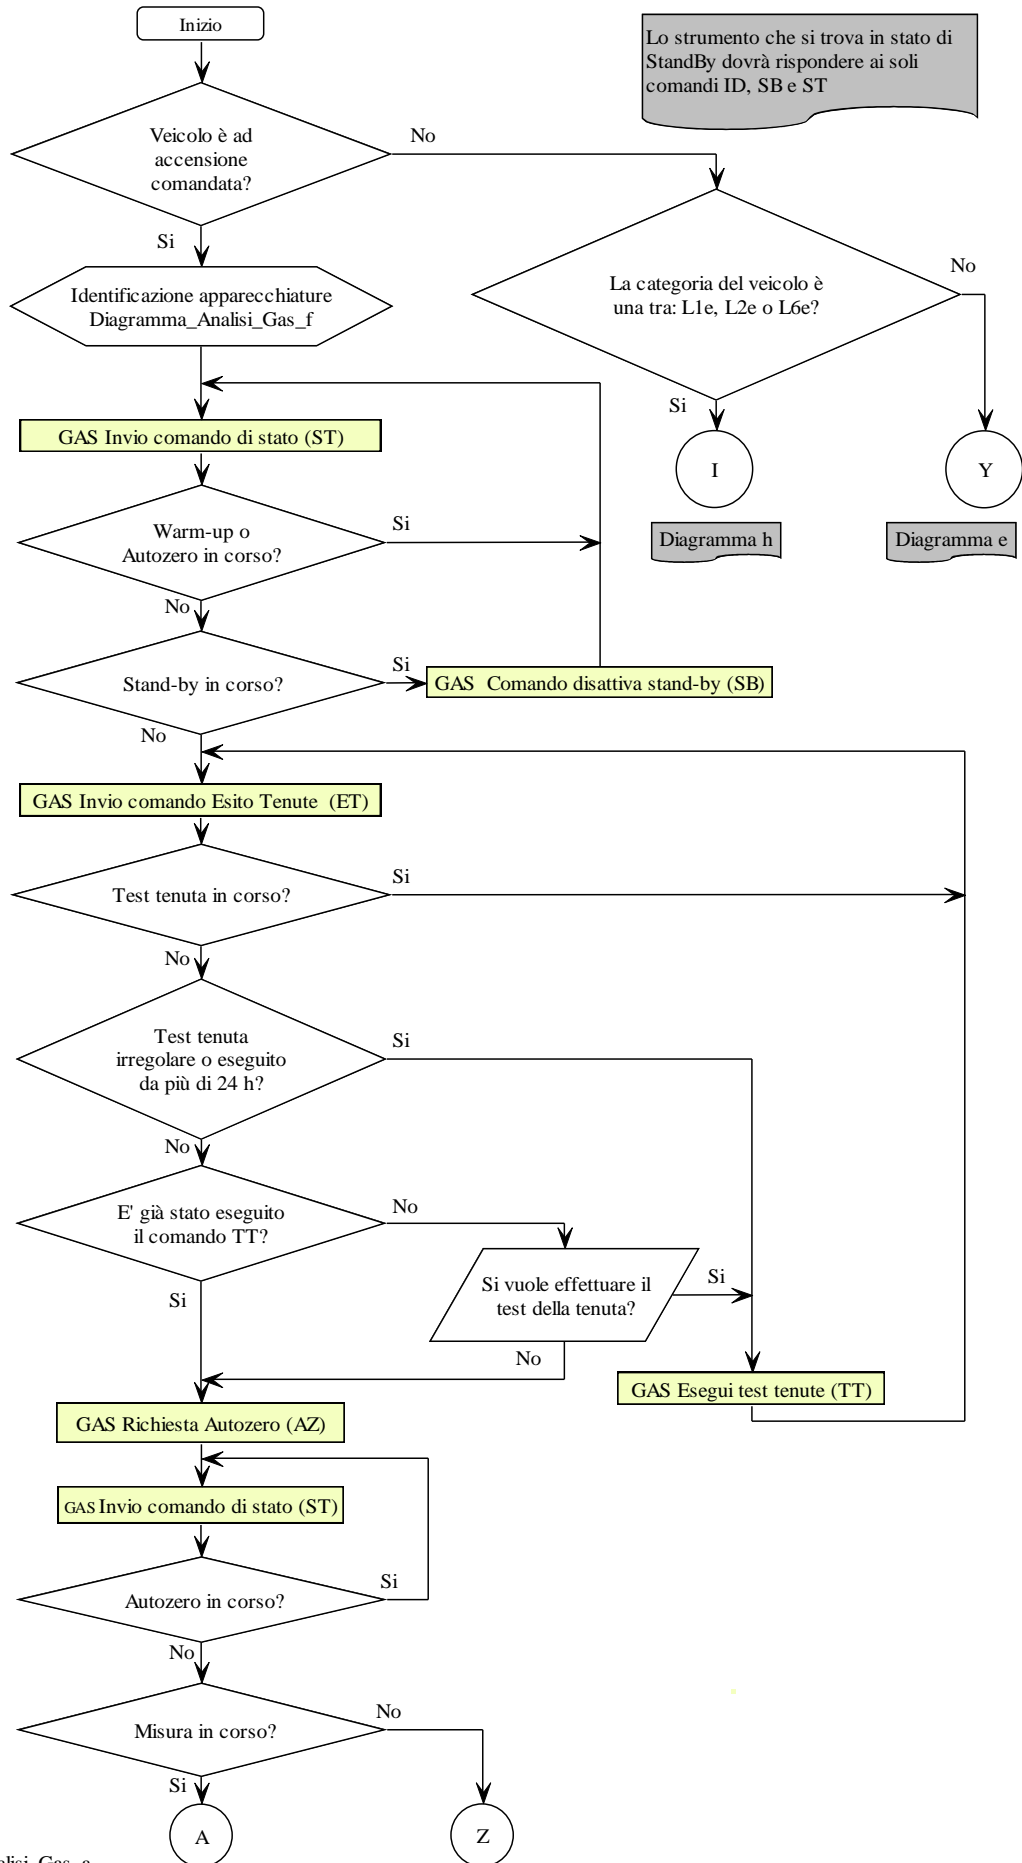 Inizio
Lo strumento che si trova in stato di
StandBy dovrà rispondere ai soli
comandi ID, SB e ST
Veicolo è ad
accensione
comandata?
No
Si
La categoria del veicolo è
una tra: L1e, L2e o L6e?
No
Si
Identificazione apparecchiature
Diagramma_Analisi_Gas_f
I
Y
Diagramma h
Diagramma e
GAS Invio comando di stato (ST)
Warm-up o
Autozero in corso?
Si
No
Stand-by in corso?
Si
GAS Comando disattiva stand-by (SB)
No
GAS Invio comando Esito Tenute (ET)
Test tenuta in corso?
Si
No
Test tenuta
irregolare o eseguito
da più di 24 h?
Si
No
E' già stato eseguito
il comando TT?
No
Si
Si vuole effettuare il
test della tenuta?
Si
No
GAS Esegui test tenute (TT)
GAS Richiesta Autozero (AZ)
GAS Invio comando di stato (ST)
Autozero in corso?
Si
No
Misura in corso?
No
Si
A
Z